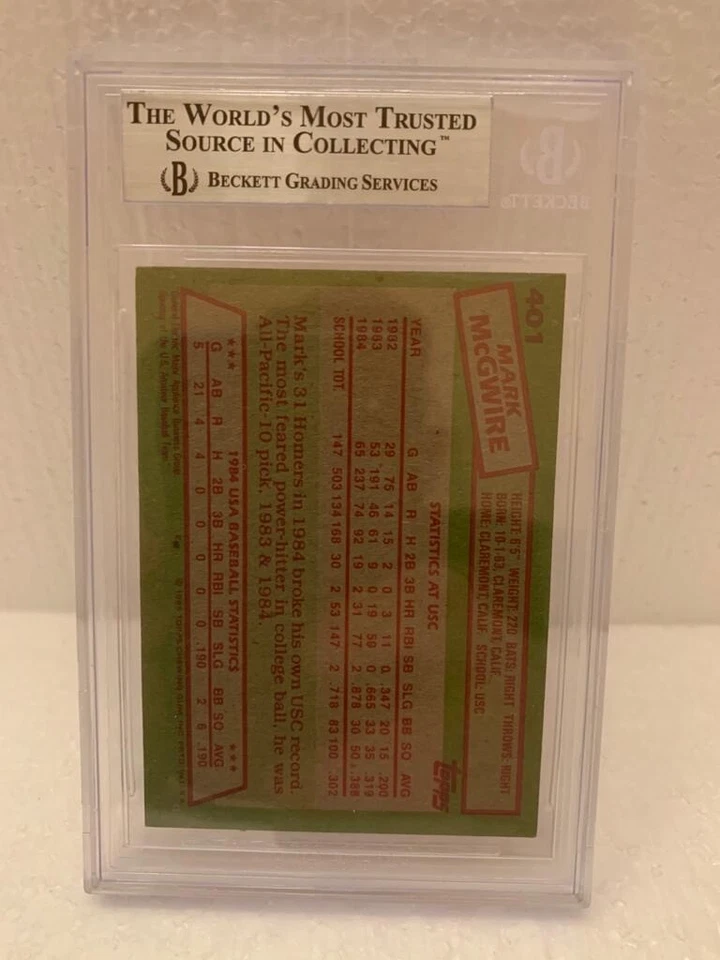 THE WORLD'S MOST TRUSTED
SOURCE IN COLLECTING™
BECKETT GRADING SERVICES
B
BECKETT
401
MARK
McGWIRE
HEIGHT: 6'5" WEIGHT: 220 BATS: RIGHT THROWS: RIGHT
BORN: 10-1-63, CLAREMONT, CALIF.
HOME: CLAREMONT, CALIF. SCHOOL: USC
topps
STATISTICS AT USC
YEAR G AB R H 2B 3B HR RBI SB SLG BB SO AVG
1982 29 75 14 15 2 0 3 11 0 .347 20 15 .200
1983 53 191 46 61 9 0 19 59 0 .665 33 35 .319
1984 65 237 74 92 19 2 31 77 2 .878 30 50 .388
SCHOOL TOT. 147 503 134 168 30 2 53 147 2 .718 83 100 .302
Mark's 31 Homers in 1984 broke his own USC record.
The most feared power-hitter in college ball, he was
All-Pacific-10 pick, 1983 & 1984.
★★★ 1984 USA BASEBALL STATISTICS ★★★
G AB R H 2B 3B HR RBI SB SLG BB SO AVG
5 21 4 4 0 0 0 0 0 .190 2 6 .190
© 1985 TOPPS CHEWING GUM, INC.